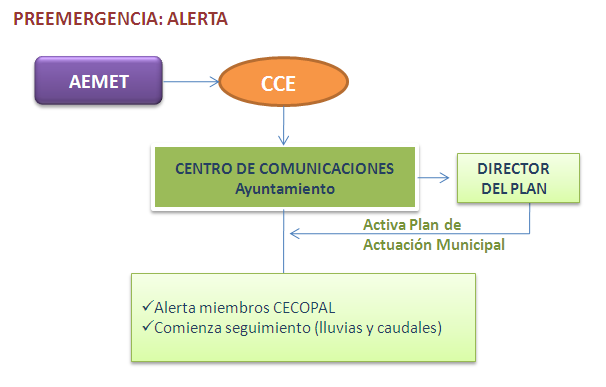 PREEMERGENCIA: ALERTA
AEMET
CCE
CENTRO DE COMUNICACIONES
Ayuntamiento
DIRECTOR
DEL PLAN
Activa Plan de
Actuación Municipal
✓Alerta miembros CECOPAL
✓Comienza seguimiento (lluvias y caudales)